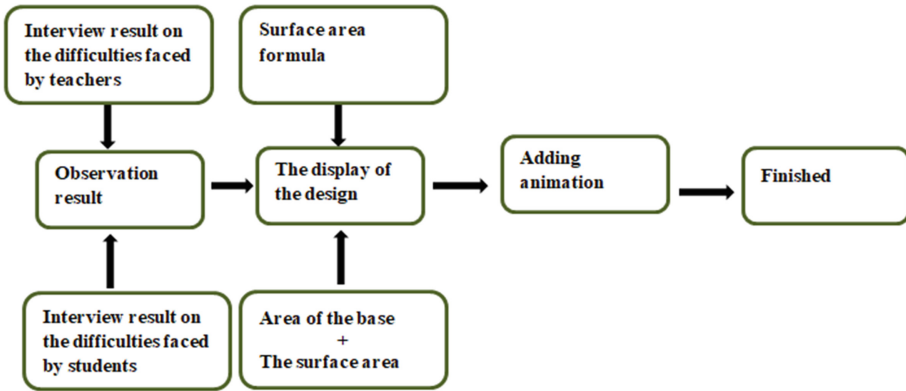 Interview result on
the difficulties faced
by teachers
Surface area
formula
Observation
result
The display of
the design
Adding
animation
Finished
Interview result on
the difficulties faced
by students
Area of the base
+
The surface area